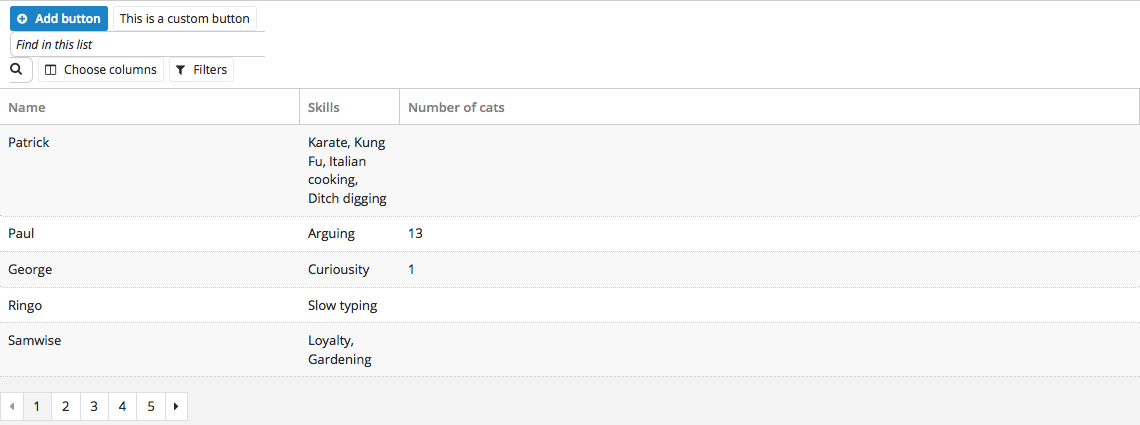 Add button This is a custom button
Find in this list
Choose columns Filters
Name Skills Number of cats
Patrick Karate, Kung
Fu, Italian
cooking,
Ditch digging
Paul Arguing 13
George Curiousity 1
Ringo Slow typing
Samwise Loyalty,
Gardening
1 2 3 4 5